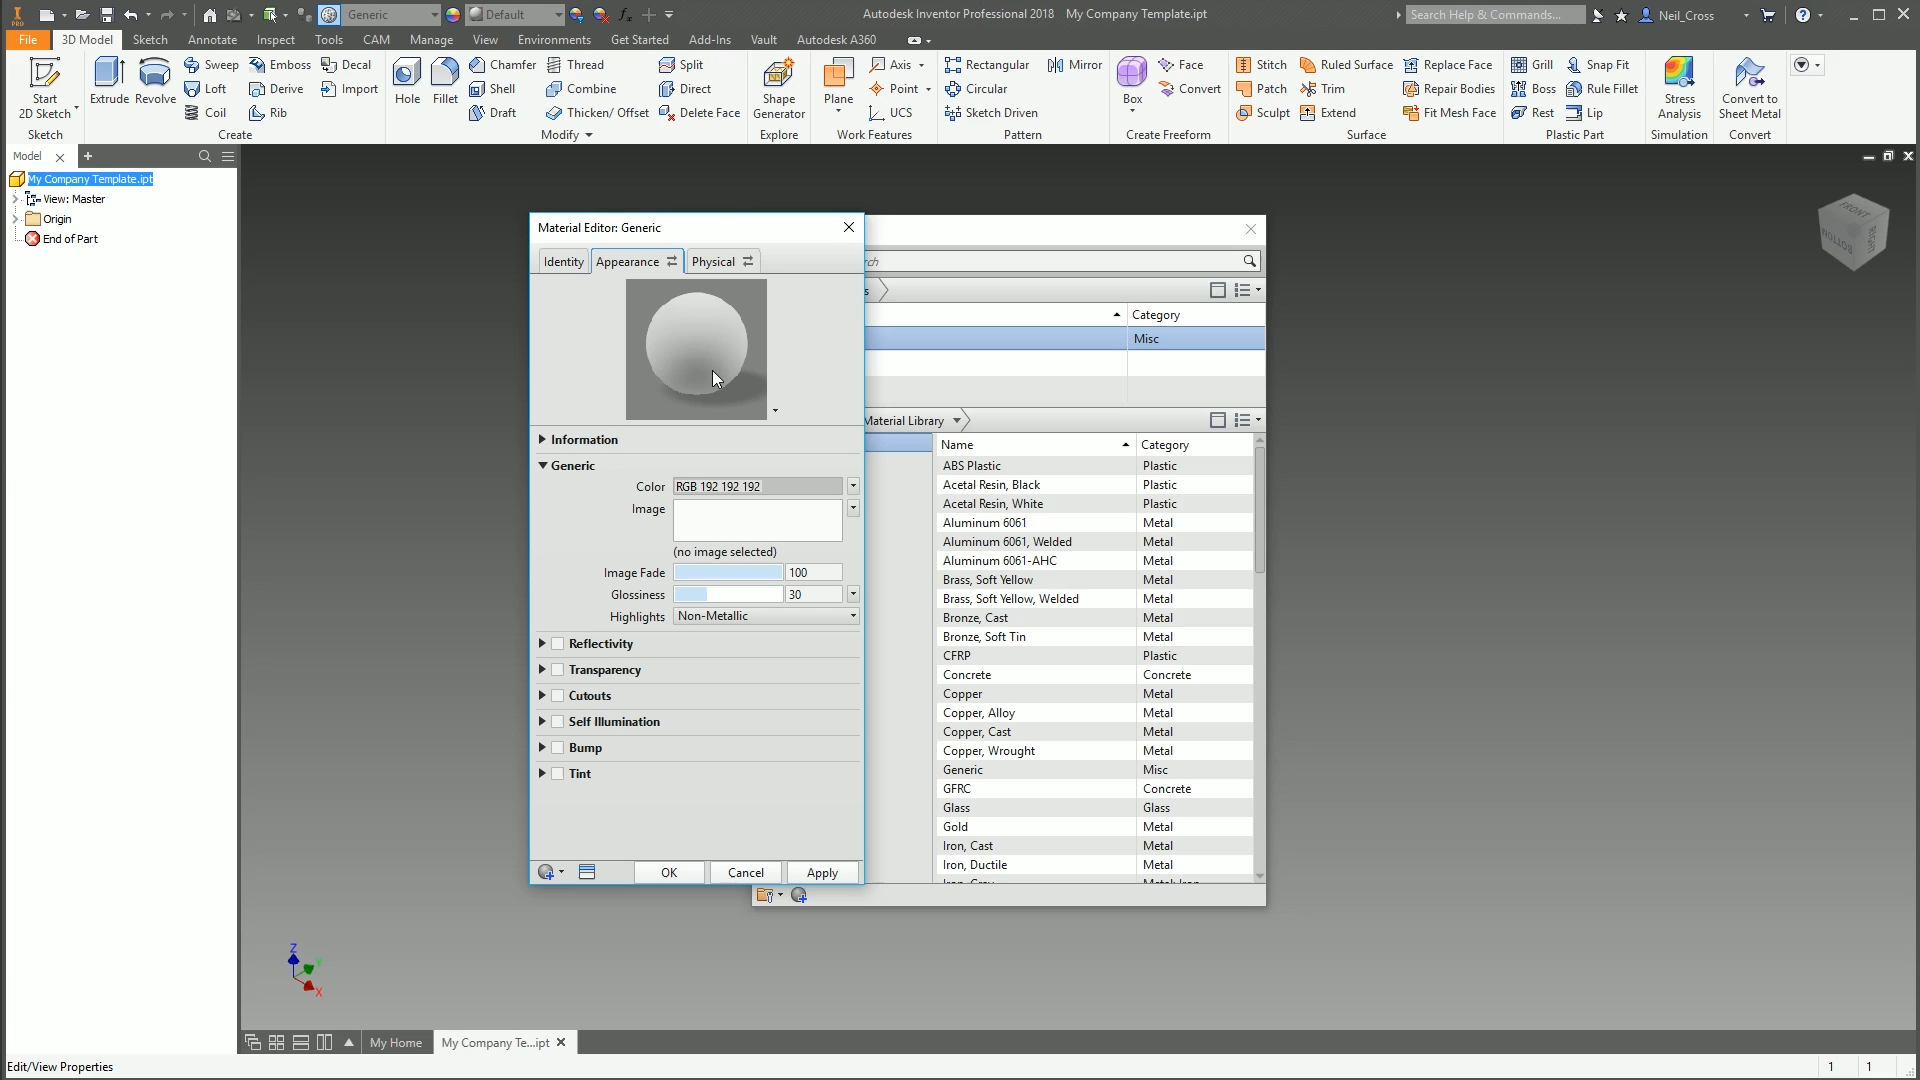 PRO Generic Default Autodesk Inventor Professional 2018 My Company Template.ipt Search Help & Commands... Neil_Cross
File 3D Model Sketch Annotate Inspect Tools CAM Manage View Environments Get Started Add-Ins Vault Autodesk A360
Sweep Emboss Decal Chamfer Thread Split Axis Rectangular Mirror Face Stitch Ruled Surface Replace Face Grill Snap Fit
Start 2D Sketch Extrude Revolve Loft Derive Import Hole Fillet Shell Combine Direct Shape Generator Plane Point Circular Box Convert Patch Trim Repair Bodies Boss Rule Fillet Stress Analysis Convert to Sheet Metal
Coil Rib Draft Thicken/ Offset Delete Face UCS Sketch Driven Sculpt Extend Fit Mesh Face Rest Lip
Sketch Create Modify Explore Work Features Pattern Create Freeform Surface Plastic Part Simulation Convert
Model
My Company Template.ipt
View: Master
Origin
End of Part
FRONT
RIGHT
BOTTOM
Material Editor: Generic
Identity Appearance Physical
Information
Generic
Color RGB 192 192 192
Image
(no image selected)
Image Fade 100
Glossiness 30
Highlights Non-Metallic
Reflectivity
Transparency
Cutouts
Self Illumination
Bump
Tint
OK Cancel Apply
rch
s
Category
Misc
Material Library
Name Category
ABS Plastic Plastic
Acetal Resin, Black Plastic
Acetal Resin, White Plastic
Aluminum 6061 Metal
Aluminum 6061, Welded Metal
Aluminum 6061-AHC Metal
Brass, Soft Yellow Metal
Brass, Soft Yellow, Welded Metal
Bronze, Cast Metal
Bronze, Soft Tin Metal
CFRP Plastic
Concrete Concrete
Copper Metal
Copper, Alloy Metal
Copper, Cast Metal
Copper, Wrought Metal
Generic Misc
GFRC Concrete
Glass Glass
Gold Metal
Iron, Cast Metal
Iron, Ductile Metal
Z
Y
X
My Home My Company Te...ipt
Edit/View Properties 1 1